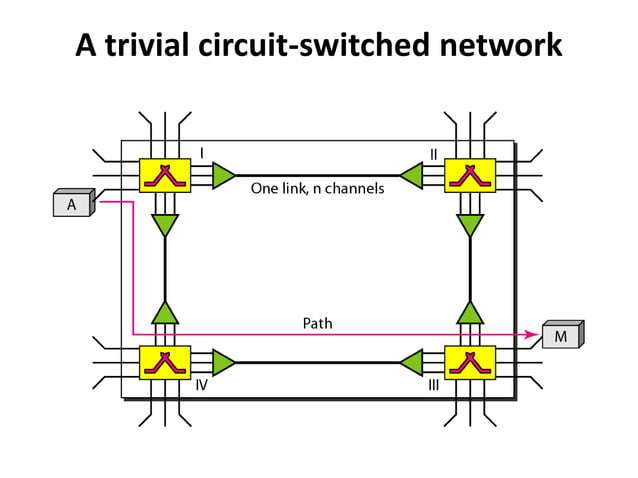 A trivial circuit-switched network
I
II
One link, n channels
A
Path
M
IV
III